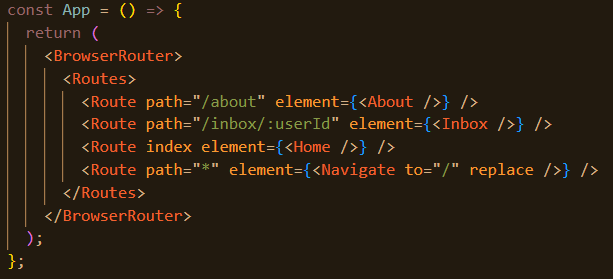 const App = () => {
  return (
    <BrowserRouter>
      <Routes>
        <Route path="/about" element={<About />} />
        <Route path="/inbox/:userId" element={<Inbox />} />
        <Route index element={<Home />} />
        <Route path="*" element={<Navigate to="/" replace />} />
      </Routes>
    </BrowserRouter>
  );
};